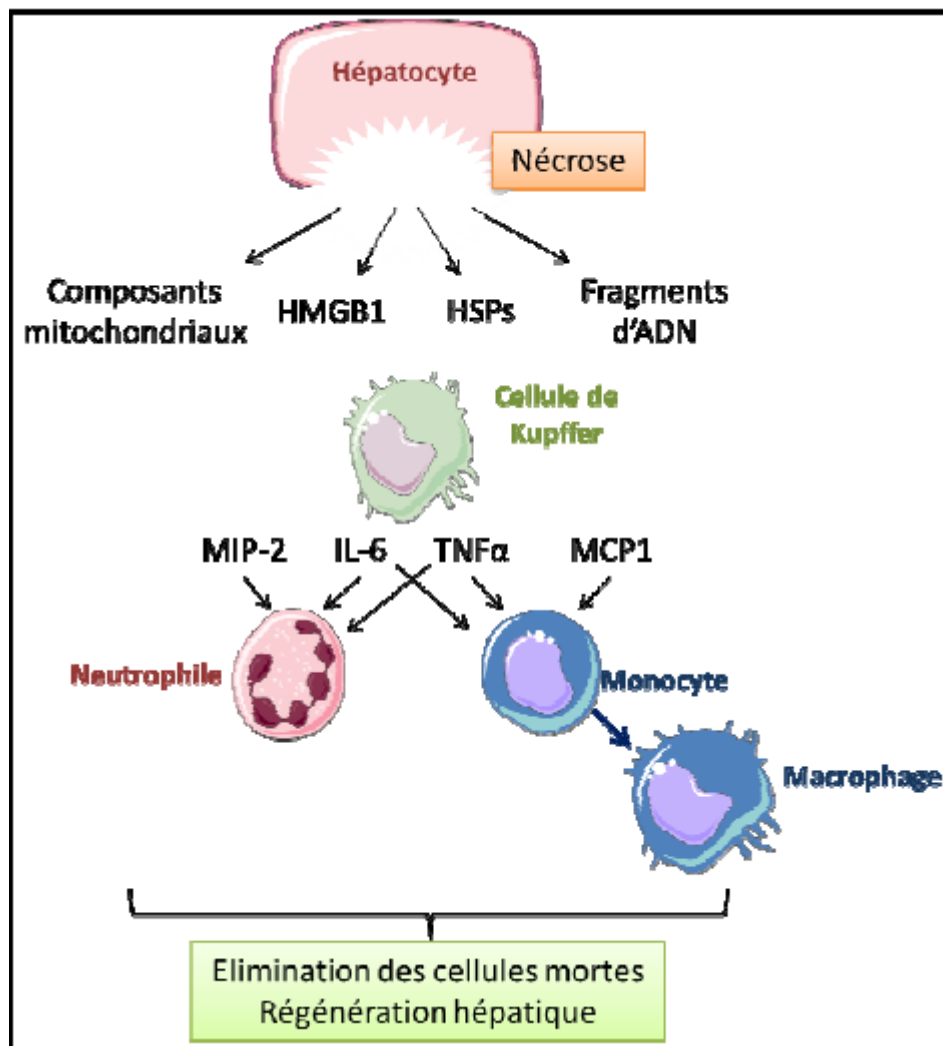 Hépatocyte
Nécrose
Composants
mitochondriaux
HMGB1
HSPs
Fragments
d'ADN
Cellule de
Kupffer
MIP-2
IL-6
TNFα
MCP1
Neutrophile
Monocyte
Macrophage
Elimination des cellules mortes
Régénération hépatique